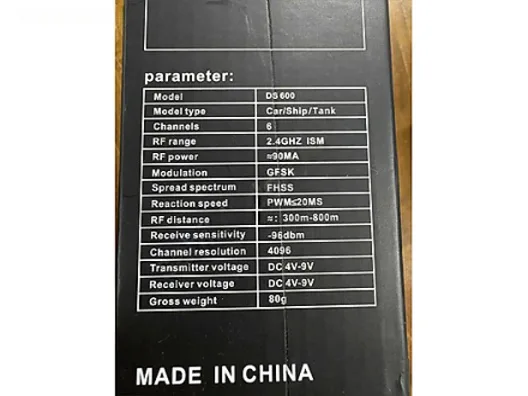 parameter:
Model DS600
Model type Car/Ship/Tank
Channels 6
RF range 2.4GHZ ISM
RF power ≈90MA
Modulation GFSK
Spread spectrum FHSS
Reaction speed PWM≤20MS
RF distance ≈: 300m-800m
Receive sensitivity -96dbm
Channel resolution 4096
Transmitter voltage DC 4V-9V
Receiver voltage DC 4V-9V
Gross weight 80g
MADE IN CHINA